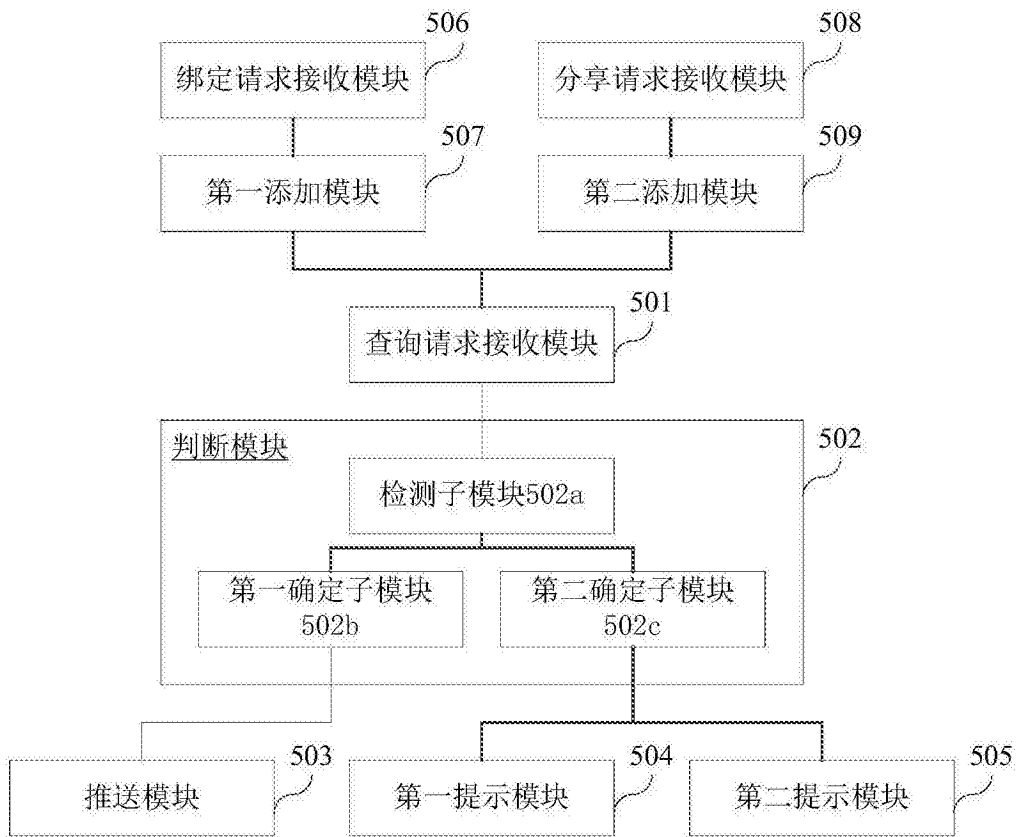 506
508
绑定请求接收模块
分享请求接收模块
507
509
第一添加模块
第二添加模块
501
查询请求接收模块
502
判断模块
检测子模块502a
第一确定子模块
502b
第二确定子模块
502c
503
504
505
推送模块
第一提示模块
第二提示模块